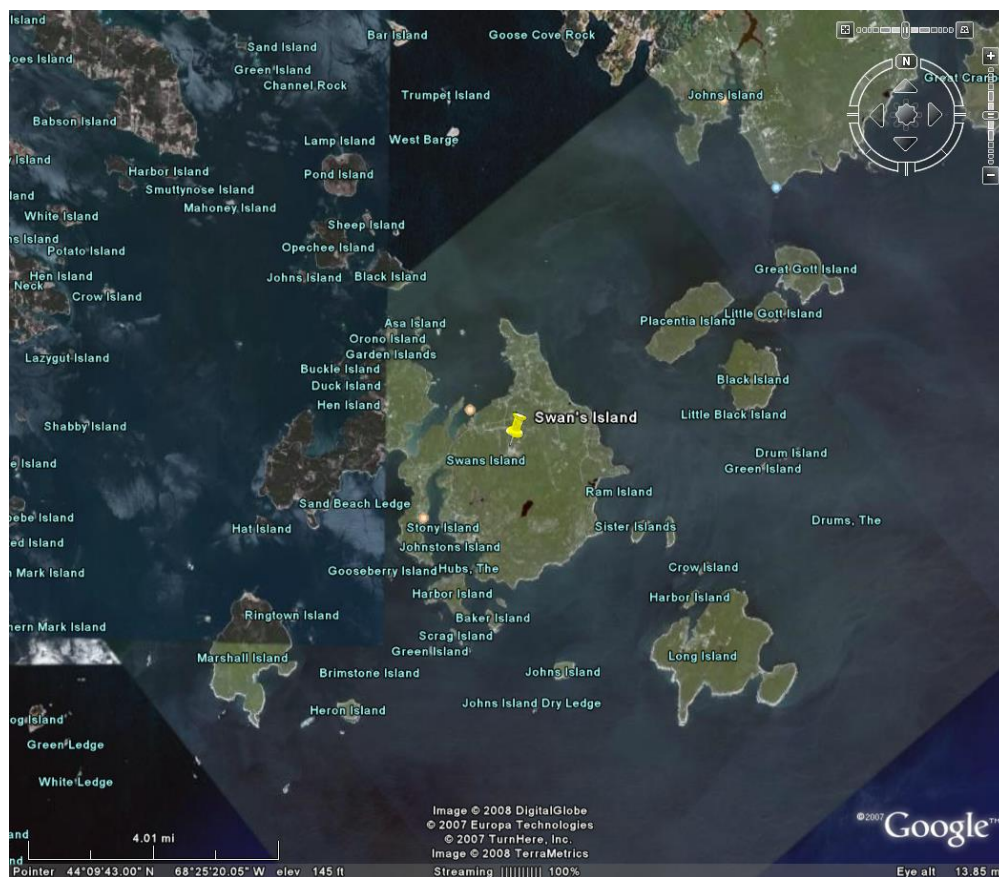 Island
Bar Island
Goose Cove Rock
Sand Island
oes Island
Green Island
Channel Rock
Great Cranb
Trumpet Island
Johns Island
N
Babson Island
Lamp Island
West Barge
Island
Harbor Island
Pond Island
Smuttynose Island
land
Mahoney Island
White Island
Sheep Island
ns Island
Opechee Island
Potato Island
Great Gott Island
Hen Island
Johns Island
Black Island
Neck
Crow Island
Little Gott Island
Placentia Island
Asa Island
Orono Island
Garden Islands
Lazygut Island
Buckle Island
Black Island
Duck Island
Hen Island
Little Black Island
Swan's Island
Shabby Island
Drum Island
Swans Island
e Island
Green Island
Ram Island
Sand Beach Ledge
ebe Island
Drums, The
Hat Island
Stony Island
Sister Islands
ed Island
Johnstons Island
Crow Island
Mark Island
Gooseberry Island
Hubs, The
Harbor Island
Harbor Island
Ringtown Island
Baker Island
hern Mark Island
Scrag Island
Green Island
Marshall Island
Long Island
Brimstone Island
Johns Island
Johns Island Dry Ledge
Heron Island
og Island
Green Ledge
White Ledge
Image © 2008 DigitalGlobe
© 2007 Europa Technologies
© 2007 TurnHere, Inc.
Image © 2008 TerraMetrics
©2007 Google™
and
4.01 mi
nd
Pointer 44°09'43.00" N 68°25'20.05" W elev 145 ft Streaming |||||||||| 100% Eye alt 13.85 m